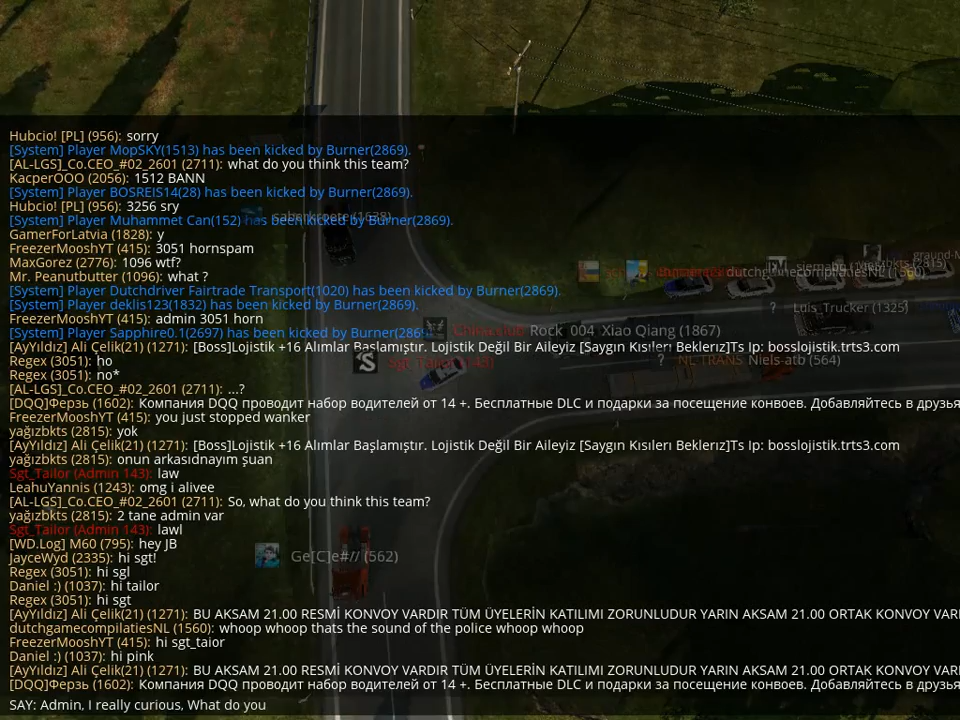 Hubcio! [PL] (956): sorry
[System] Player MopSKY(1513) has been kicked by Burner(2869).
[AL-LGS]_Co.CEO_#02_2601 (2711): what do you think this team?
KacperOOO (2056): 1512 BANN
[System] Player BOSREIS14(28) has been kicked by Burner(2869).
Hubcio! [PL] (956): 3256 sry
[System] Player Muhammet Can(152) has been kicked by Burner(2869).
GamerForLatvia (1828): y
FreezerMooshYT (415): 3051 hornspam
MaxGorez (2776): 1096 wtf?
Mr. Peanutbutter (1096): what ?
[System] Player Dutchdriver Fairtrade Transport(1020) has been kicked by Burner(2869).
[System] Player deklis123(1832) has been kicked by Burner(2869).
FreezerMooshYT (415): admin 3051 horn
[System] Player Sapphire0.1(2697) has been kicked by Burner(286
[AyYıldız] Ali Çelik(21) (1271): [Boss]Lojistik +16 Alımlar Başlamıştır. Lojistik Değil Bir Aileyiz [Saygın Kısılerı Beklerız]Ts Ip: bosslojistik.trts3.com
Regex (3051): ho
Regex (3051): no*
[AL-LGS]_Co.CEO_#02_2601 (2711): ...?
[DQQ]Ферзь (1602): Компания DQQ проводит набор водителей от 14 +. Бесплатные DLC и подарки за посещение конвоев. Добавляйтесь в друзья
FreezerMooshYT (415): you just stopped wanker
yağızbkts (2815): yok
[AyYıldız] Ali Çelik(21) (1271): [Boss]Lojistik +16 Alımlar Başlamıştır. Lojistik Değil Bir Aileyiz [Saygın Kısılerı Beklerız]Ts Ip: bosslojistik.trts3.com
yağızbkts (2815): onun arkasıdnayım şuan
Sgt_Tailor (Admin 143): law
LeahuYannis (1243): omg i alivee
[AL-LGS]_Co.CEO_#02_2601 (2711): So, what do you think this team?
yağızbkts (2815): 2 tane admin var
Sgt_Tailor (Admin 143): lawl
[WD.Log] M60 (795): hey JB
JayceWyd (2335): hi sgt!
Regex (3051): hi sgl
Daniel :) (1037): hi tailor
Regex (3051): hi sgt
[AyYıldız] Ali Çelik(21) (1271): BU AKSAM 21.00 RESMİ KONVOY VARDIR TÜM ÜYELERİN KATILIMI ZORUNLUDUR YARIN AKSAM 21.00 ORTAK KONVOY VARI
dutchgamecompilatiesNL (1560): whoop whoop thats the sound of the police whoop whoop
FreezerMooshYT (415): hi sgt_taior
Daniel :) (1037): hi pink
[AyYıldız] Ali Çelik(21) (1271): BU AKSAM 21.00 RESMİ KONVOY VARDIR TÜM ÜYELERİN KATILIMI ZORUNLUDUR YARIN AKSAM 21.00 ORTAK KONVOY VARI
[DQQ]Ферзь (1602): Компания DQQ проводит набор водителей от 14 +. Бесплатные DLC и подарки за посещение конвоев. Добавляйтесь в друзья
SAY: Admin, I really curious, What do you
dutchgamecompilatiesNL (1560)
? Luis_Trucker (1325)
Rock_004_Xiao Qiang (1867)
Sgt_Tailor (143)
? NL TRANS Niels-atb (564)
Ge[C]e#// (562)